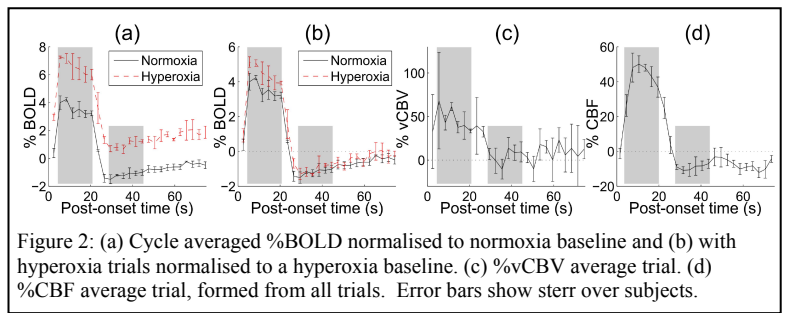 (a) (b) (c) (d)
% BOLD
8
6
4
2
0
−2
Normoxia
Hyperoxia
0 20 40 60
Post-onset time (s)
% BOLD
6
4
2
0
−2
Normoxia
Hyperoxia
0 20 40 60
Post-onset time (s)
% vCBV
100
50
0
0 20 40 60
Post-onset time (s)
% CBF
60
40
20
0
−20
0 20 40 60
Post-onset time (s)
Figure 2: (a) Cycle averaged %BOLD normalised to normoxia baseline and (b) with
hyperoxia trials normalised to a hyperoxia baseline. (c) %vCBV average trial. (d)
%CBF average trial, formed from all trials. Error bars show sterr over subjects.